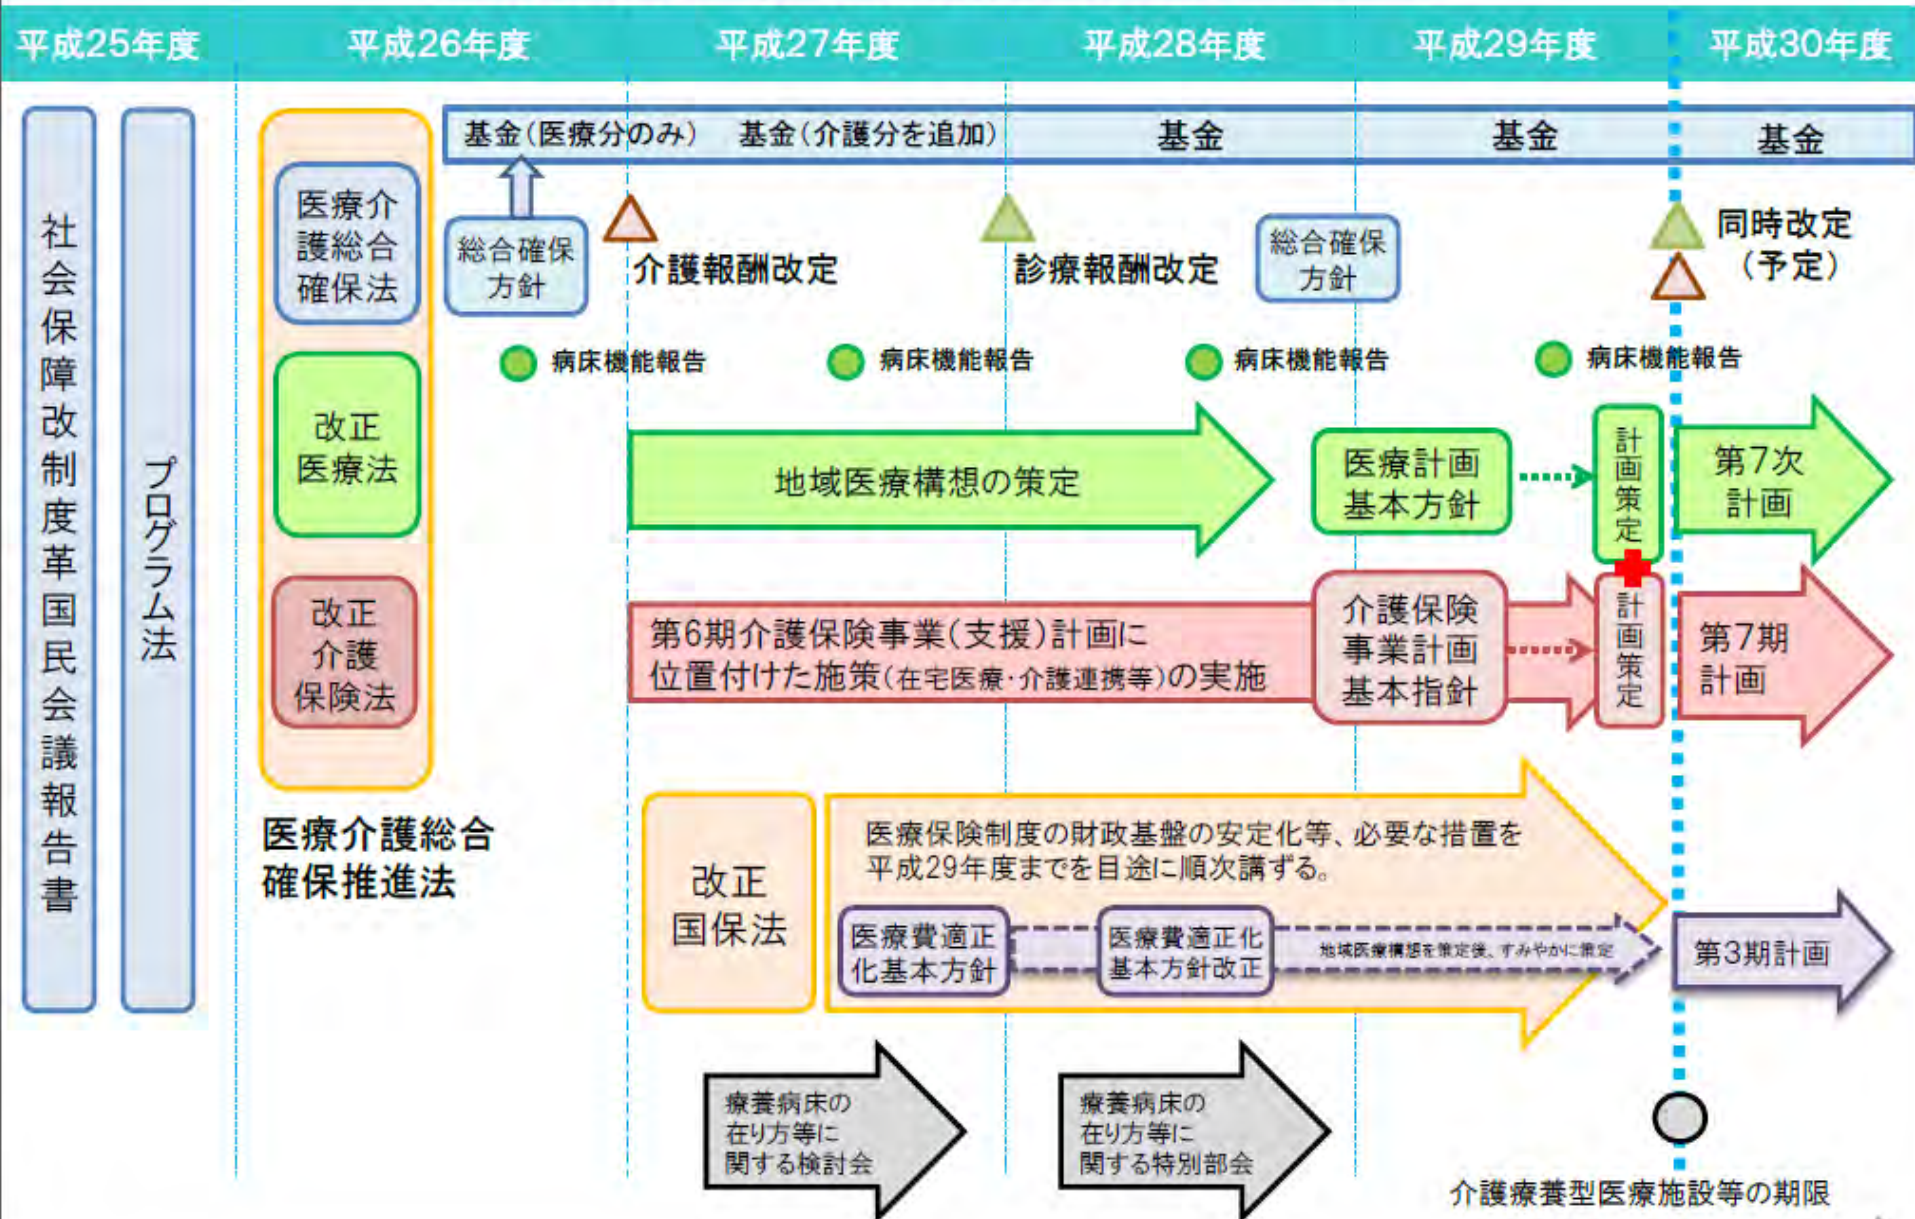 平成25年度
平成26年度
平成27年度
平成28年度
平成29年度
平成30年度
社会保障改制度革国民会議報告書
プログラム法
基金(医療分のみ)
基金(介護分を追加)
基金
基金
基金
医療介
護総合
確保法
総合確保
方針
介護報酬改定
診療報酬改定
総合確保
方針
同時改定
(予定)
病床機能報告
病床機能報告
病床機能報告
病床機能報告
改正
医療法
地域医療構想の策定
医療計画
基本方針
計画策定
第7次
計画
改正
介護
保険法
第6期介護保険事業(支援)計画に
位置付けた施策(在宅医療・介護連携等)の実施
介護保険
事業計画
基本指針
計画策定
第7期
計画
医療介護総合
確保推進法
改正
国保法
医療保険制度の財政基盤の安定化等、必要な措置を
平成29年度までを目途に順次講ずる。
医療費適正
化基本方針
医療費適正化
基本方針改正
地域医療構想を策定後、すみやかに策定
第3期計画
療養病床の
在り方等に
関する検討会
療養病床の
在り方等に
関する特別部会
介護療養型医療施設等の期限